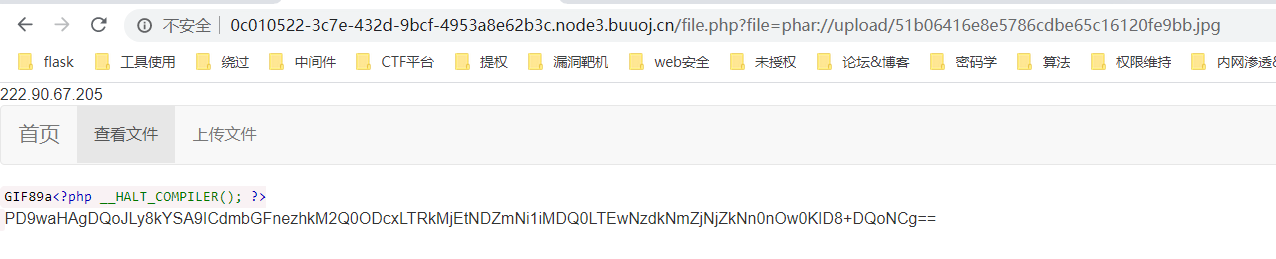 不安全 0c010522-3c7e-432d-9bcf-4953a8e62b3c.node3.buuoj.cn/file.php?file=phar://upload/51b06416e8e5786cdbe65c16120fe9bb.jpg
flask 工具使用 绕过 中间件 CTF平台 提权 漏洞靶机 web安全 未授权 论坛&博客 密码学 算法 权限维持 内网渗透&
222.90.67.205
首页 查看文件 上传文件
GIF89a<?php __HALT_COMPILER(); ?>
PD9waHAgDQoJLy8kYSA9ICdmbGFnezhkM2Q0ODcxLTRkMjEtNDZmNi1iMDQ0LTEwNzdkNmZjNjZkNn0nOw0KID8+DQoNCg==